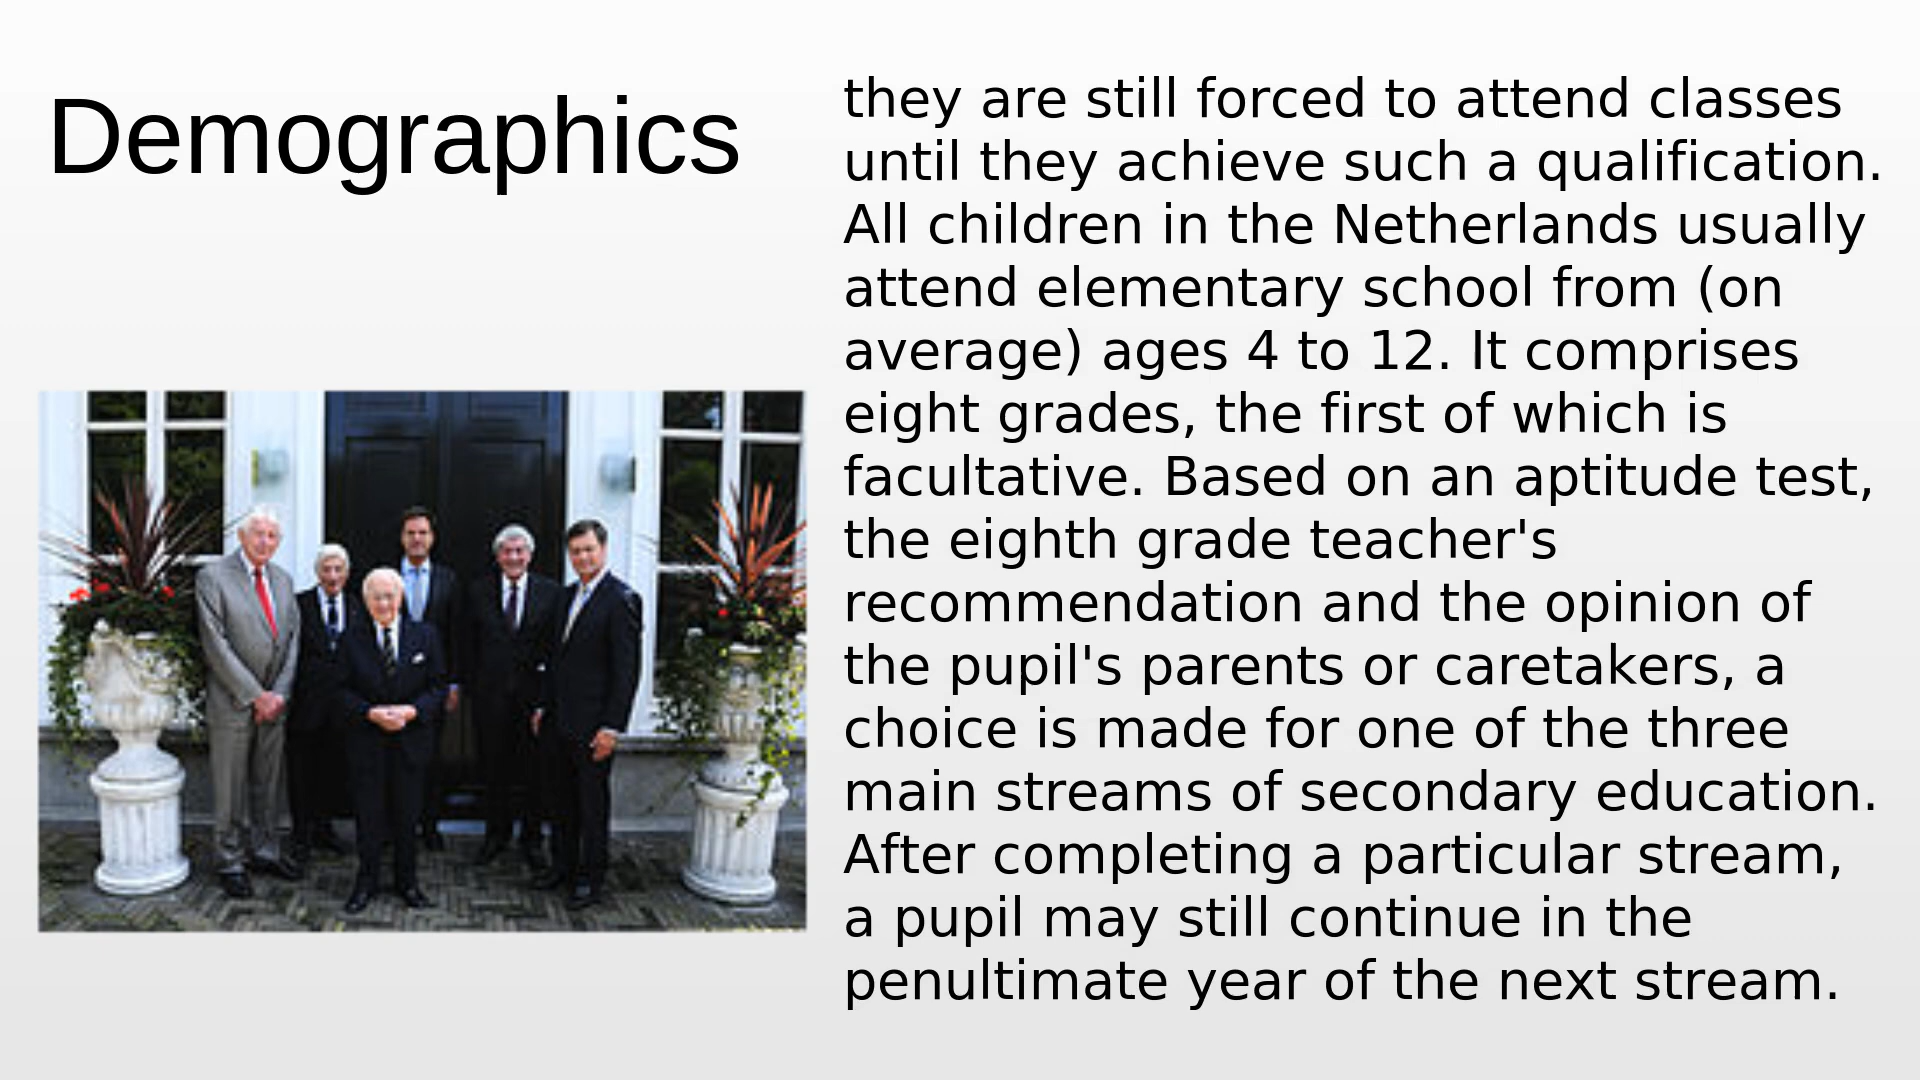 Demographics
they are still forced to attend classes
until they achieve such a qualification.
All children in the Netherlands usually
attend elementary school from (on
average) ages 4 to 12. It comprises
eight grades, the first of which is
facultative. Based on an aptitude test,
the eighth grade teacher's
recommendation and the opinion of
the pupil's parents or caretakers, a
choice is made for one of the three
main streams of secondary education.
After completing a particular stream,
a pupil may still continue in the
penultimate year of the next stream.